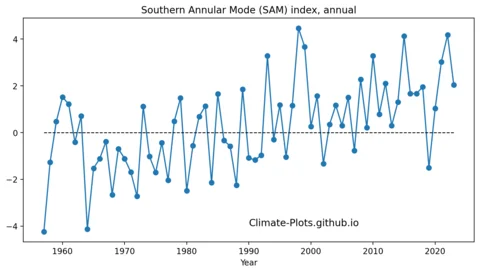 Southern Annular Mode (SAM) index, annual
4
2
0
−2
−4
Climate-Plots.github.io
1960 1970 1980 1990 2000 2010 2020
Year